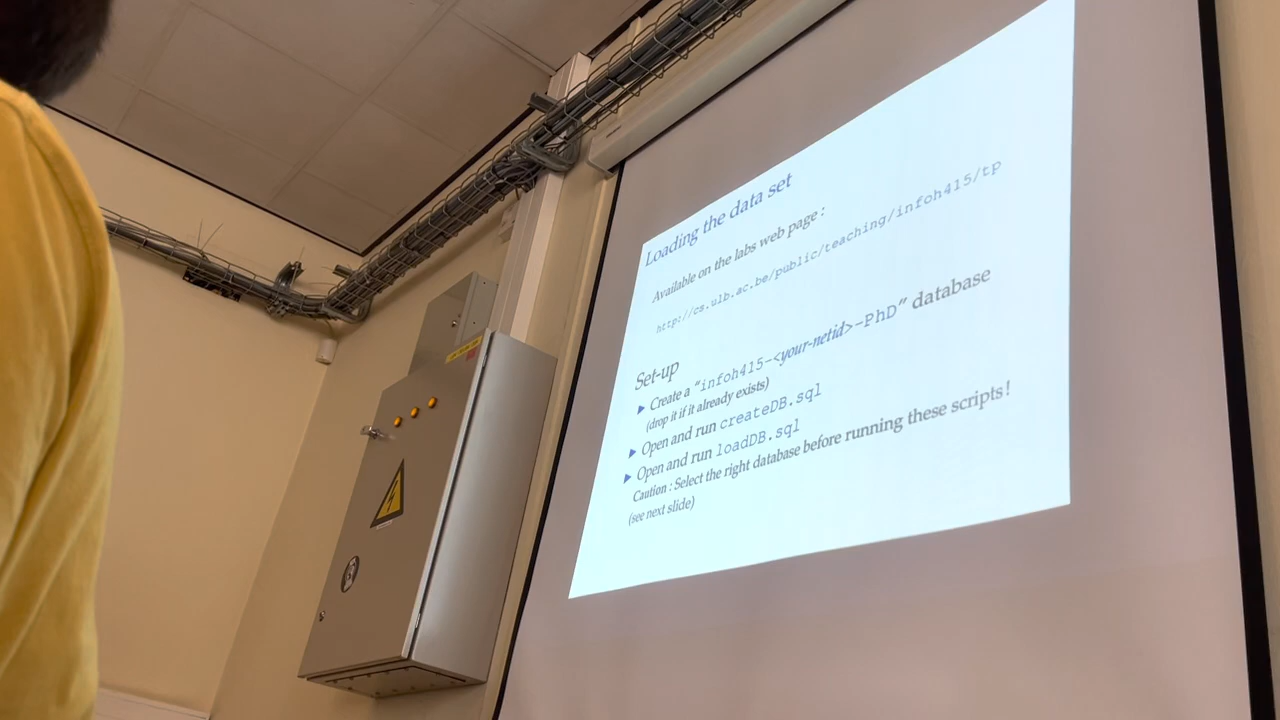 Loading the data set
Available on the labs web page :
http://cs.ulb.ac.be/public/teaching/infoh415/tp
Set-up
▶ Create a “infoh415-<your-netid>-PhD” database
(drop it if it already exists)
▶ Open and run createDB.sql
▶ Open and run loadDB.sql
Caution : Select the right database before running these scripts!
(see next slide)